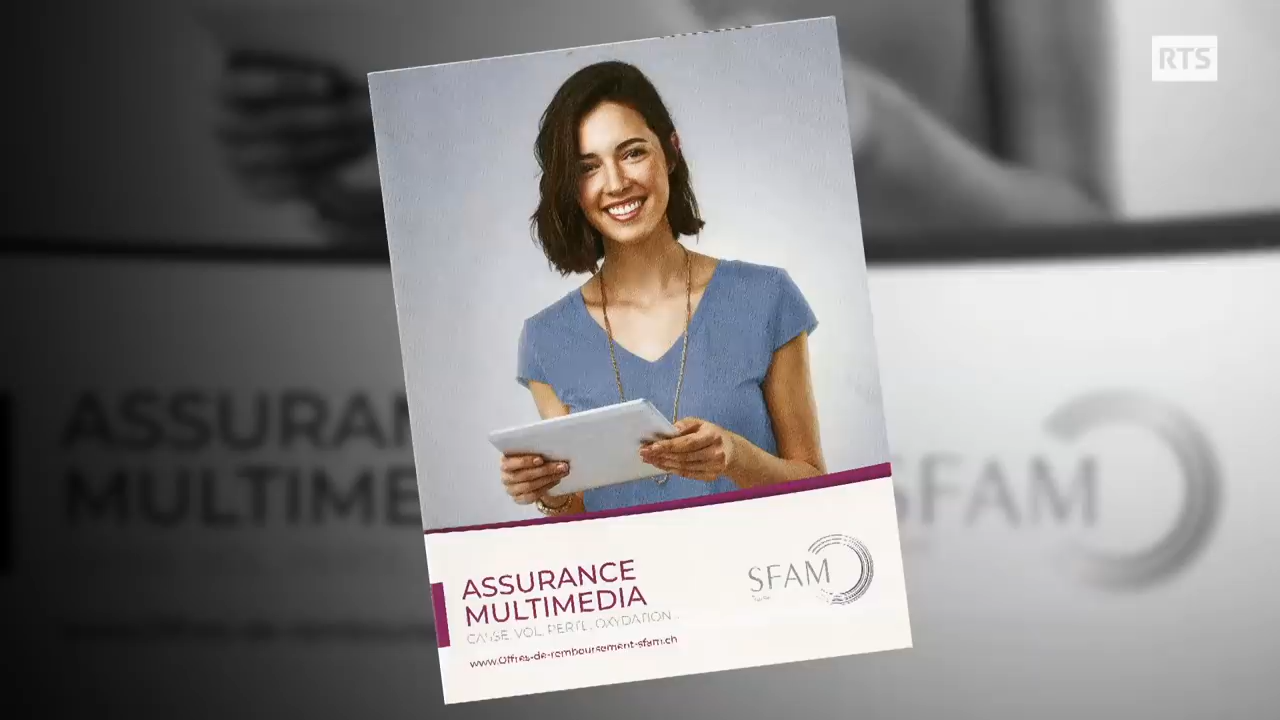 RTS
ASSURANCE
MULTIMEDIA
CASSE, VOL, PERTE, OXYDATION...
www.Offres-de-remboursement-sfam.ch
SFAM
ASSURAN
MULTIME
SFAM